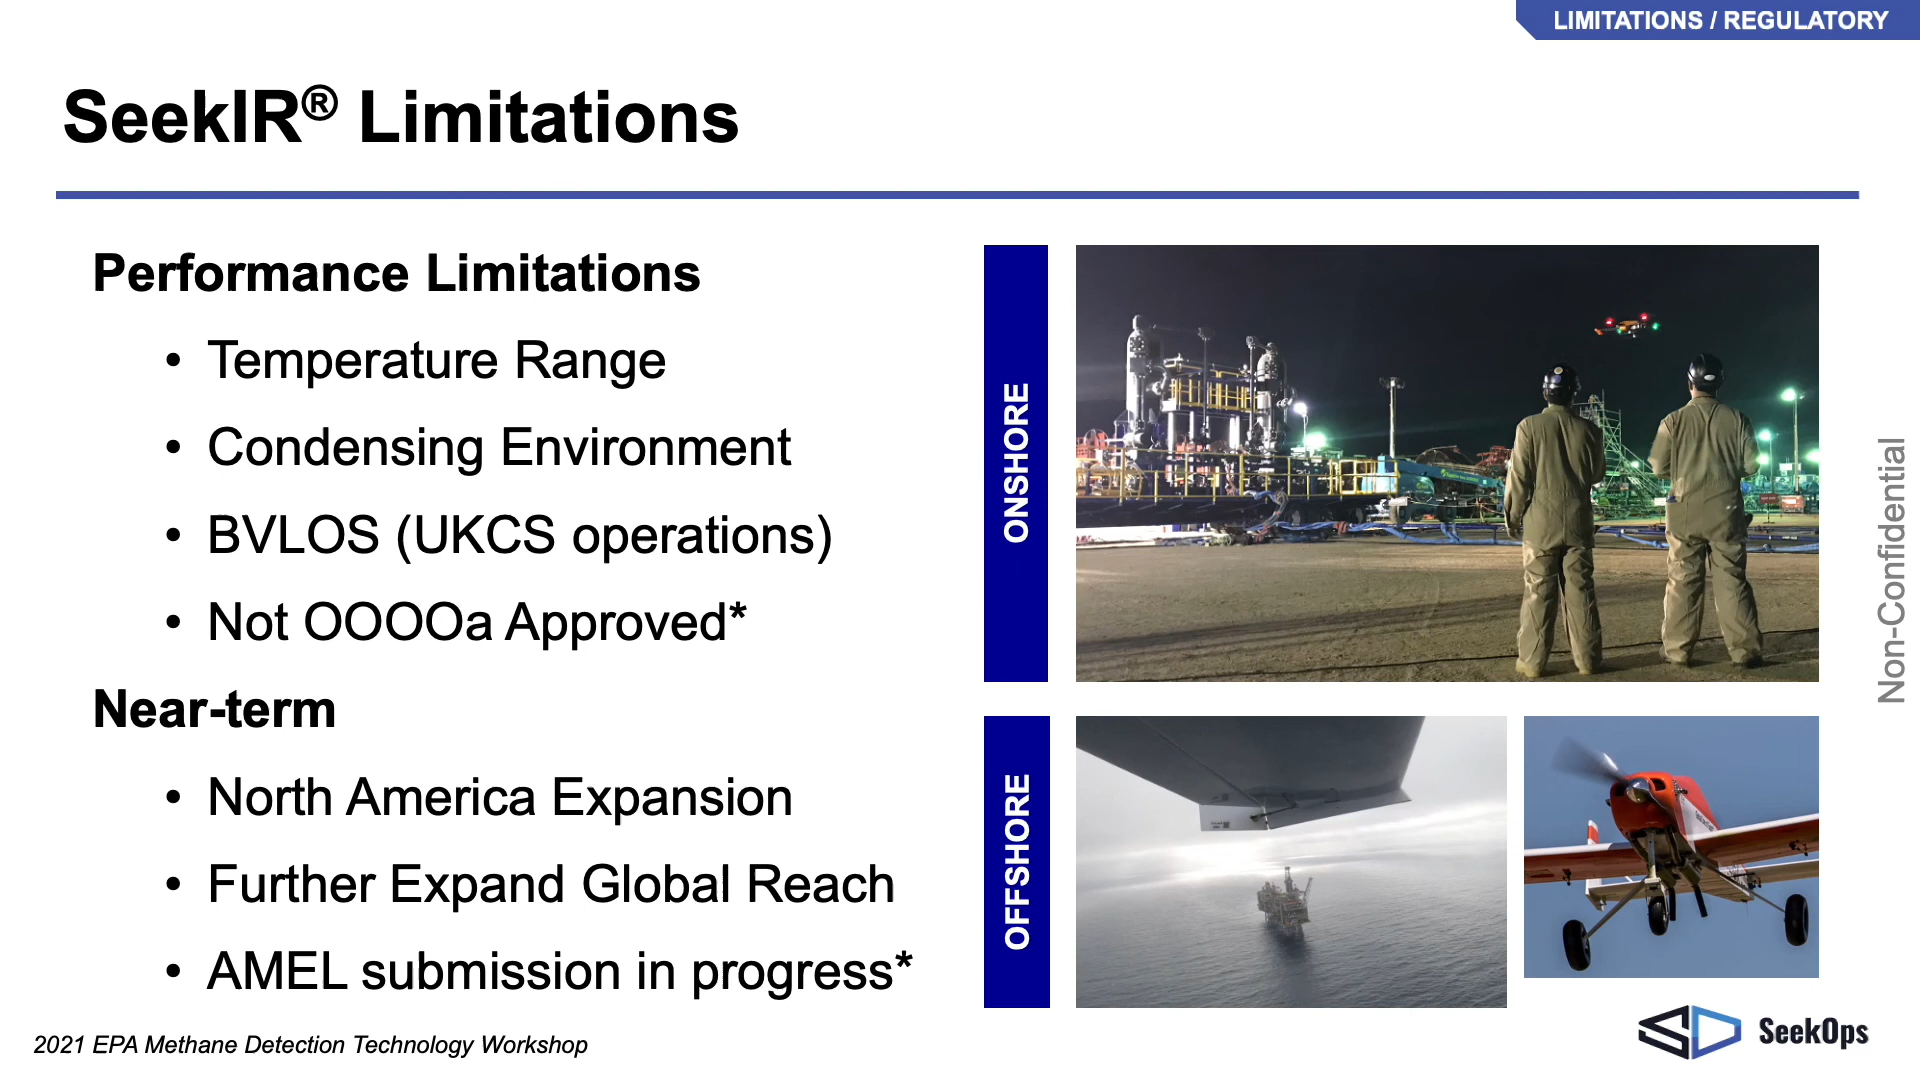 LIMITATIONS / REGULATORY
SeekIR® Limitations
Performance Limitations
• Temperature Range
• Condensing Environment
• BVLOS (UKCS operations)
• Not OOOOa Approved*
Near-term
• North America Expansion
• Further Expand Global Reach
• AMEL submission in progress*
ONSHORE
OFFSHORE
Non-Confidential
2021 EPA Methane Detection Technology Workshop
SeekOps